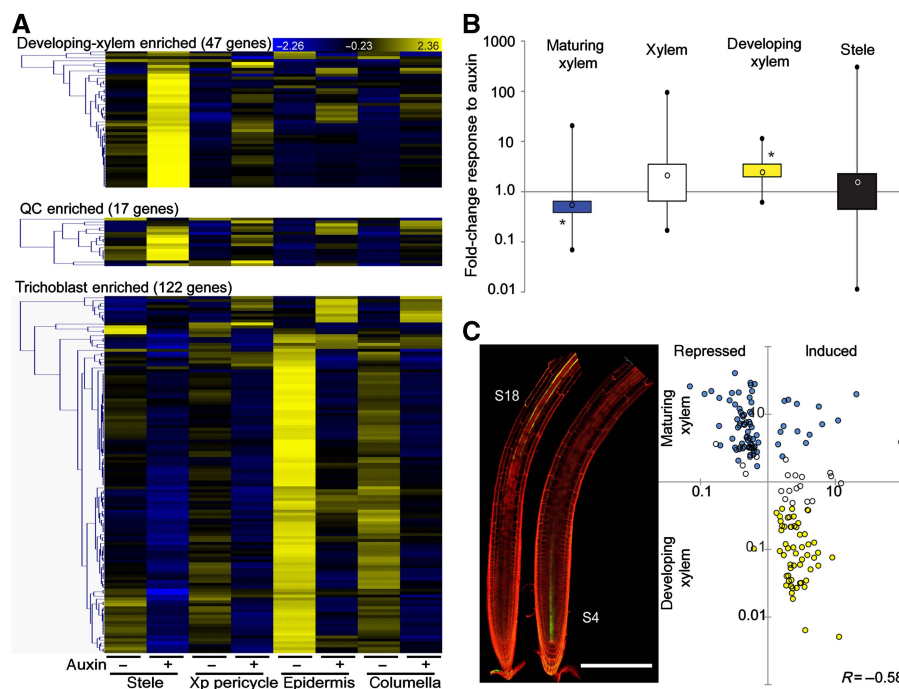 A
Developing-xylem enriched (47 genes)
−2.26 −0.23 2.36
QC enriched (17 genes)
Trichoblast enriched (122 genes)
Auxin − + − + − + − +
Stele Xp pericycle Epidermis Columella
B
Fold-change response to auxin
1000
100
10
1.0
0.1
0.01
Maturing xylem
Xylem
Developing xylem
Stele
*
*
C
S18
S4
Repressed Induced
Maturing xylem
Developing xylem
10
0.1 10
0.1
0.01
R=−0.58